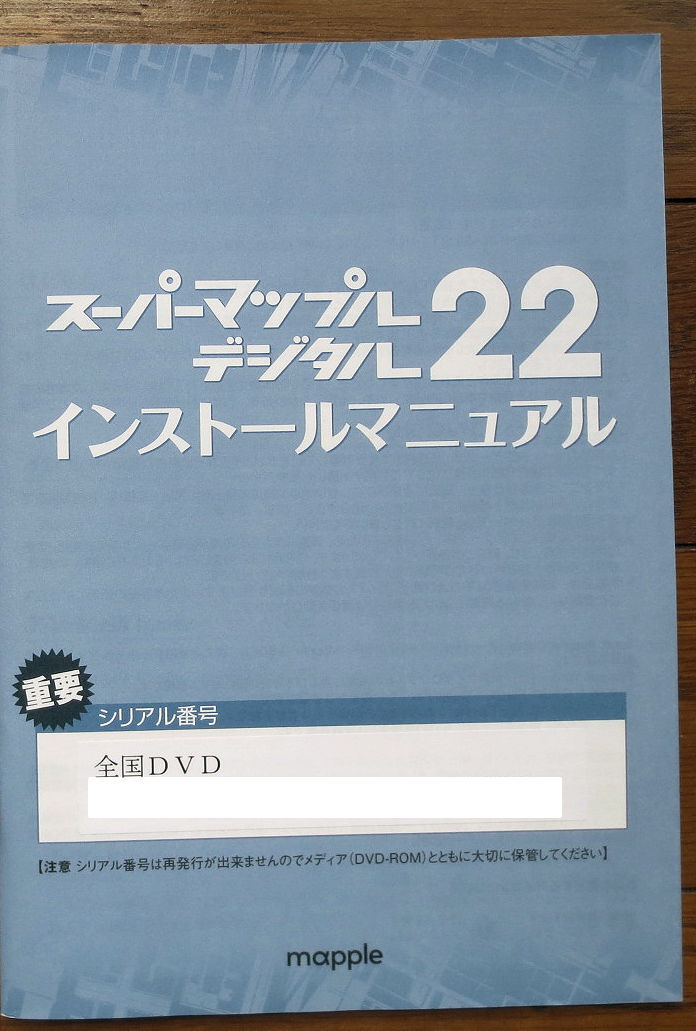 スーパーマップル
デジタル22
インストールマニュアル
重要
シリアル番号
全国DVD
【注意 シリアル番号は再発行が出来ませんのでメディア(DVD-ROM)とともに大切に保管してください】
mapple